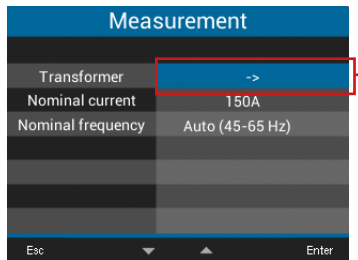 Measurement
Transformer ->
Nominal current 150A
Nominal frequency Auto (45-65 Hz)
Esc Enter